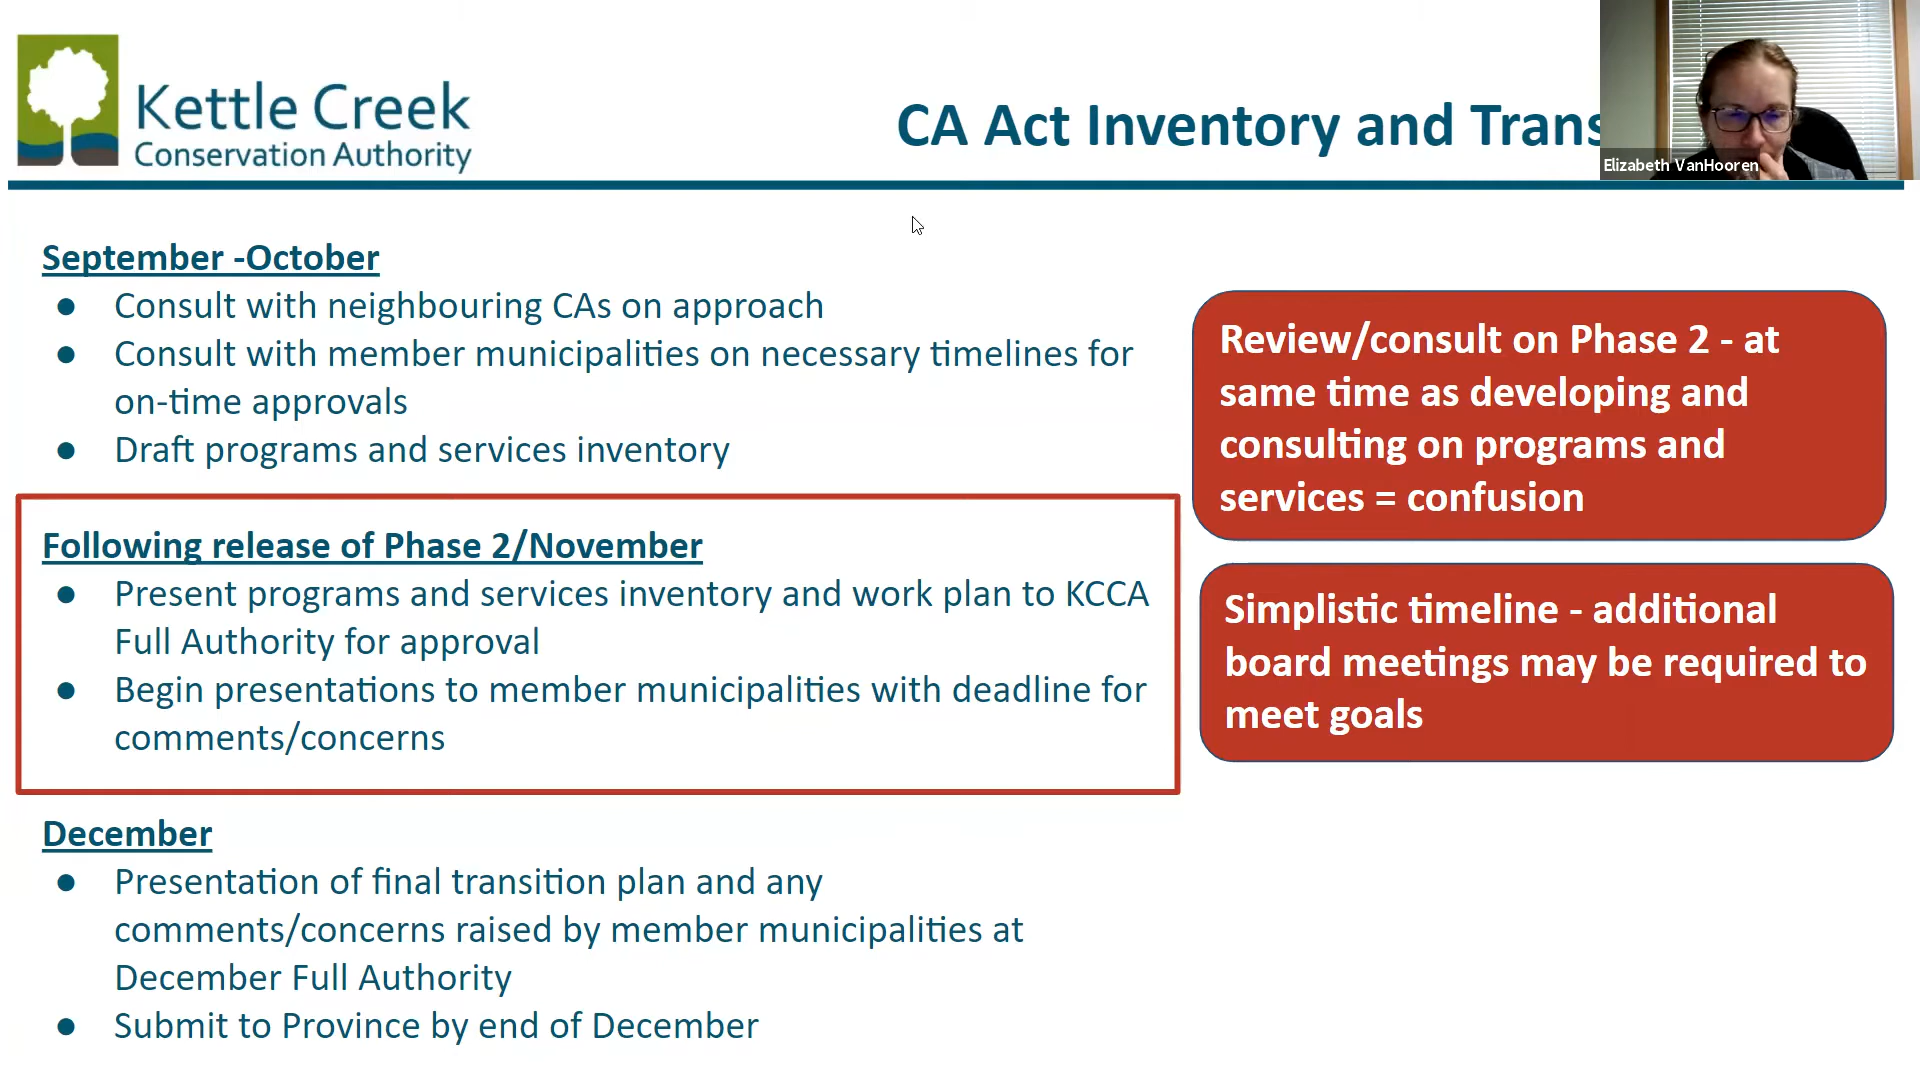 Kettle Creek
Conservation Authority
CA Act Inventory and Trans
Elizabeth VanHooren
September -October
● Consult with neighbouring CAs on approach
● Consult with member municipalities on necessary timelines for
on-time approvals
● Draft programs and services inventory
Following release of Phase 2/November
● Present programs and services inventory and work plan to KCCA
Full Authority for approval
● Begin presentations to member municipalities with deadline for
comments/concerns
December
● Presentation of final transition plan and any
comments/concerns raised by member municipalities at
December Full Authority
● Submit to Province by end of December
Review/consult on Phase 2 - at
same time as developing and
consulting on programs and
services = confusion
Simplistic timeline - additional
board meetings may be required to
meet goals